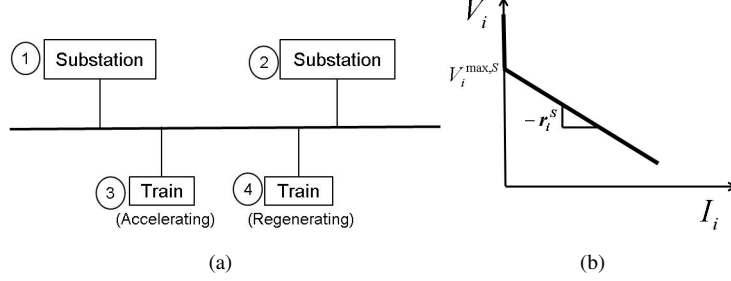 1 Substation
2 Substation
3 Train
(Accelerating)
4 Train
(Regenerating)
(a)
V_i
V_i^{max,S}
-r_i^S
I_i
(b)